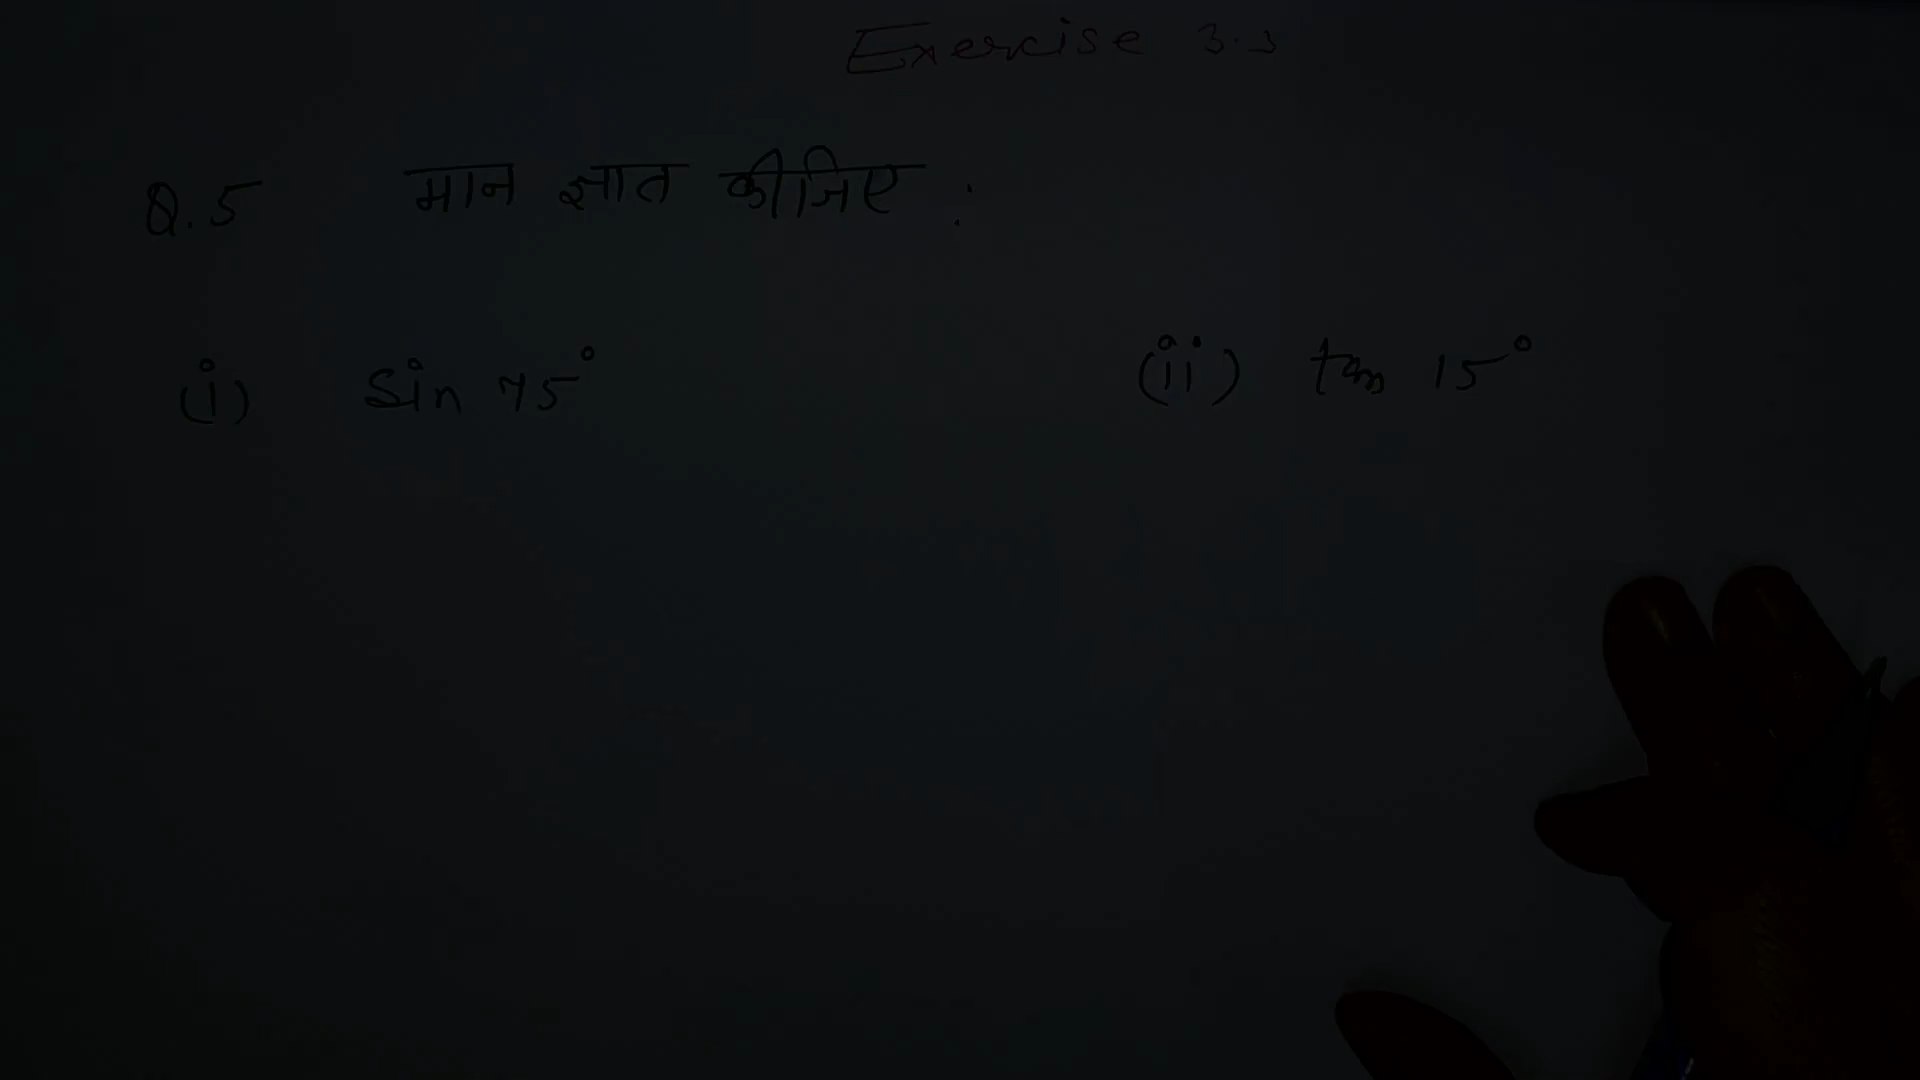 Exercise 3.3
Q.5 मान ज्ञात कीजिए :
(i) sin 75° (ii) tan 15°